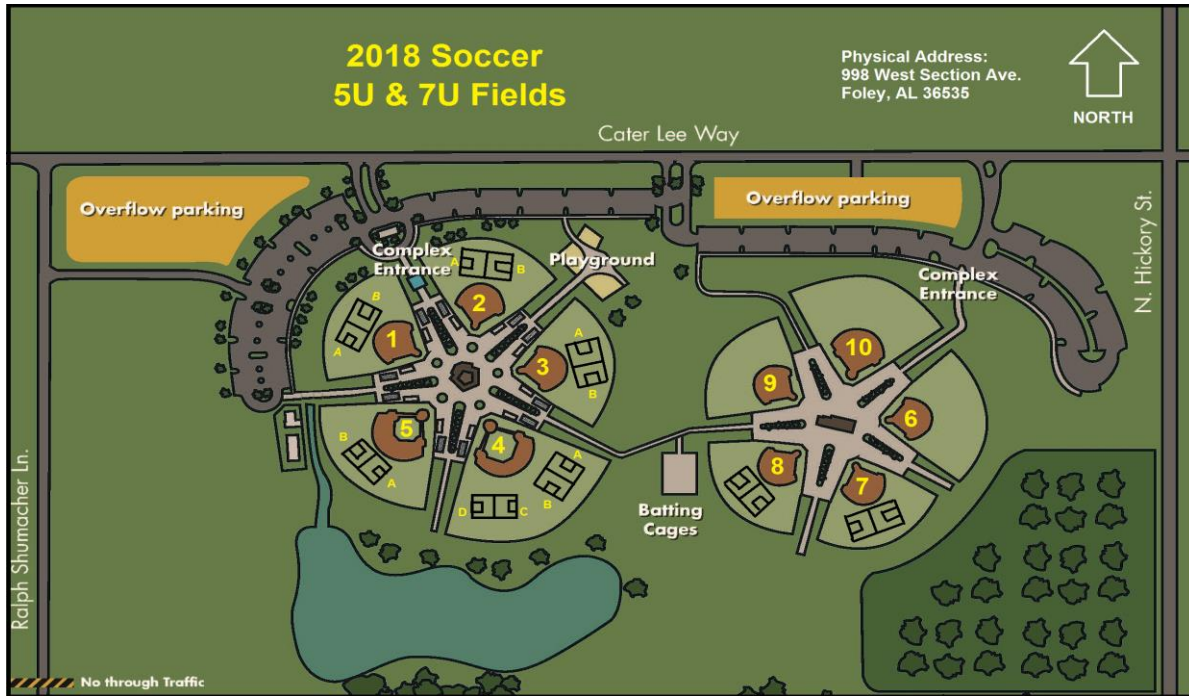 2018 Soccer
5U & 7U Fields
Physical Address:
998 West Section Ave.
Foley, AL 36535
NORTH
Cater Lee Way
Overflow parking
Overflow parking
Complex
Entrance
Playground
Complex
Entrance
N. Hickory St.
Ralph Shumacher Ln.
A
B
2
B
1
A
A
3
B
5
B
A
4
A
B
D
C
10
9
6
8
7
Batting
Cages
No through Traffic